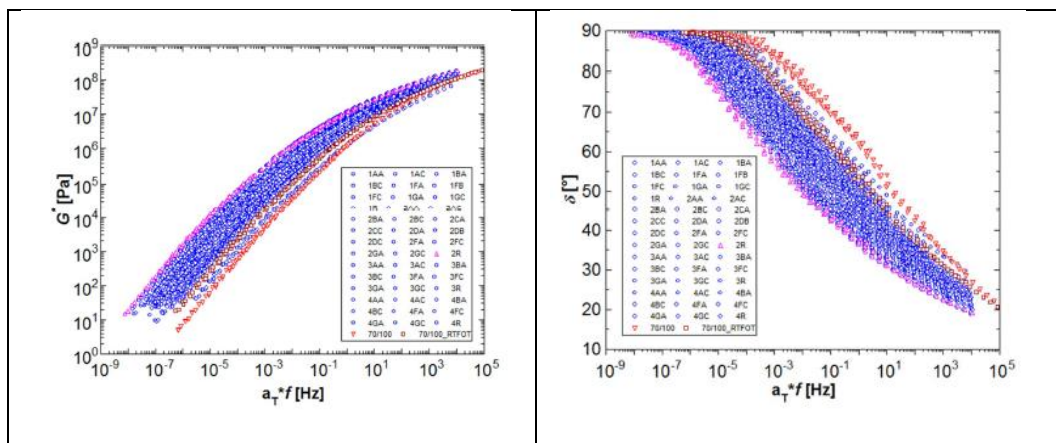 10⁹
10⁸
10⁷
10⁶
10⁵
10⁴
10³
10²
10¹
10⁰
G* [Pa]
1AA 1AC 1BA
1BC 1FA 1FB
1FC 1GA 1GC
2BA 2BC 2CA
2CC 2DA 2DB
2DC 2FA 2FC
2GA 2GC 2R
3AA 3AC 3BA
3BC 3FA 3FC
3GA 3GC 3R
4AA 4AC 4BA
4BC 4FA 4FC
4GA 4GC 4R
70/100 70/100_RTFOT
10⁻⁹ 10⁻⁷ 10⁻⁵ 10⁻³ 10⁻¹ 10¹ 10³ 10⁵
a_T*f [Hz]
90
80
70
60
50
40
30
20
10
δ [°]
1AA 1AC 1BA
1BC 1FA 1FB
1FC 1GA 1GC
1R 2AA 2AC
2BA 2BC 2CA
2CC 2DA 2DB
2DC 2FA 2FC
2GA 2GC 2R
3AA 3AC 3BA
3BC 3FA 3FC
3GA 3GC 3R
4AA 4AC 4BA
4BC 4FA 4FC
4GA 4GC 4R
70/100 70/100_RTFOT
10⁻⁹ 10⁻⁷ 10⁻⁵ 10⁻³ 10⁻¹ 10¹ 10³ 10⁵
a_T*f [Hz]